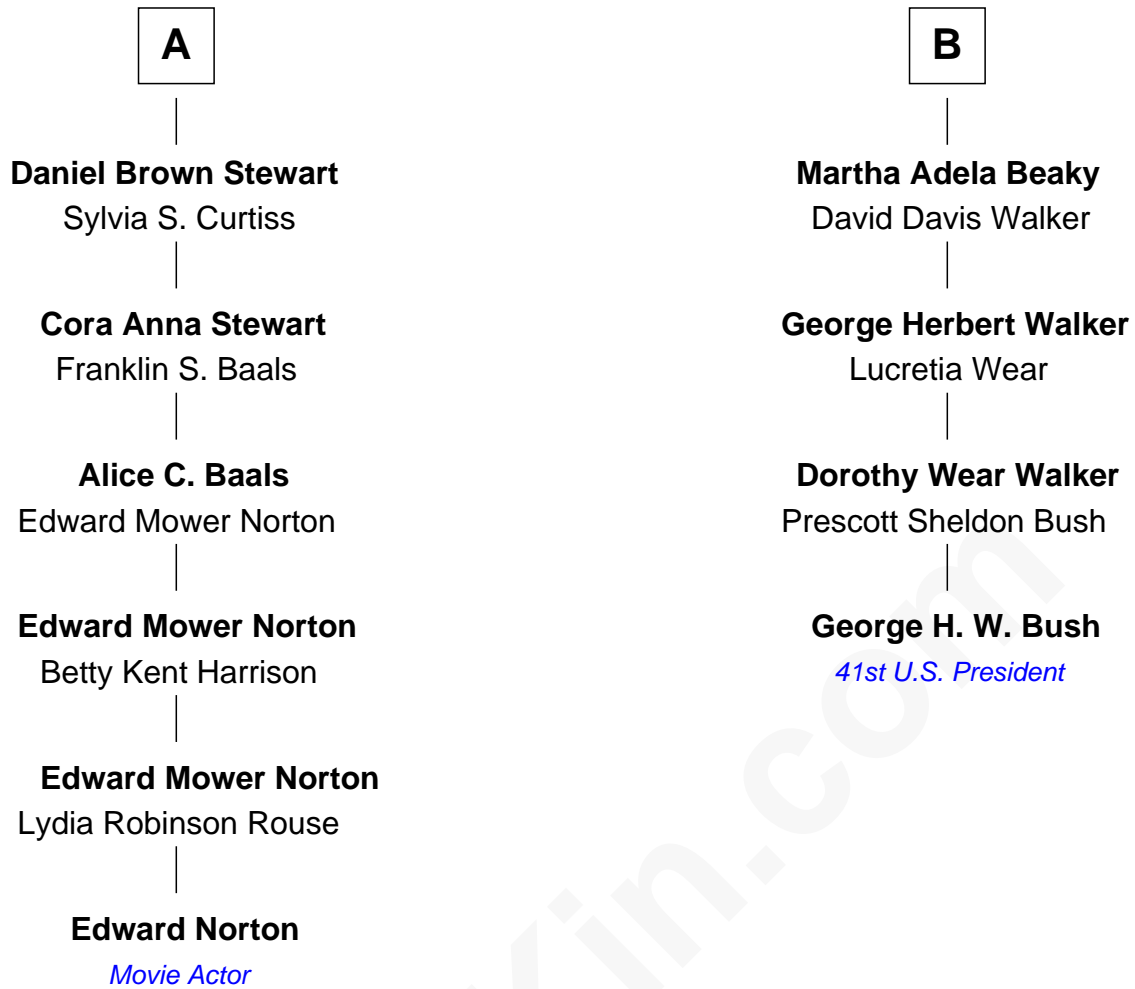 A
Daniel Brown Stewart
Sylvia S. Curtiss
Cora Anna Stewart
Franklin S. Baals
Alice C. Baals
Edward Mower Norton
Edward Mower Norton
Betty Kent Harrison
Edward Mower Norton
Lydia Robinson Rouse
Edward Norton
Movie Actor
B
Martha Adela Beaky
David Davis Walker
George Herbert Walker
Lucretia Wear
Dorothy Wear Walker
Prescott Sheldon Bush
George H. W. Bush
41st U.S. President
Kin.com